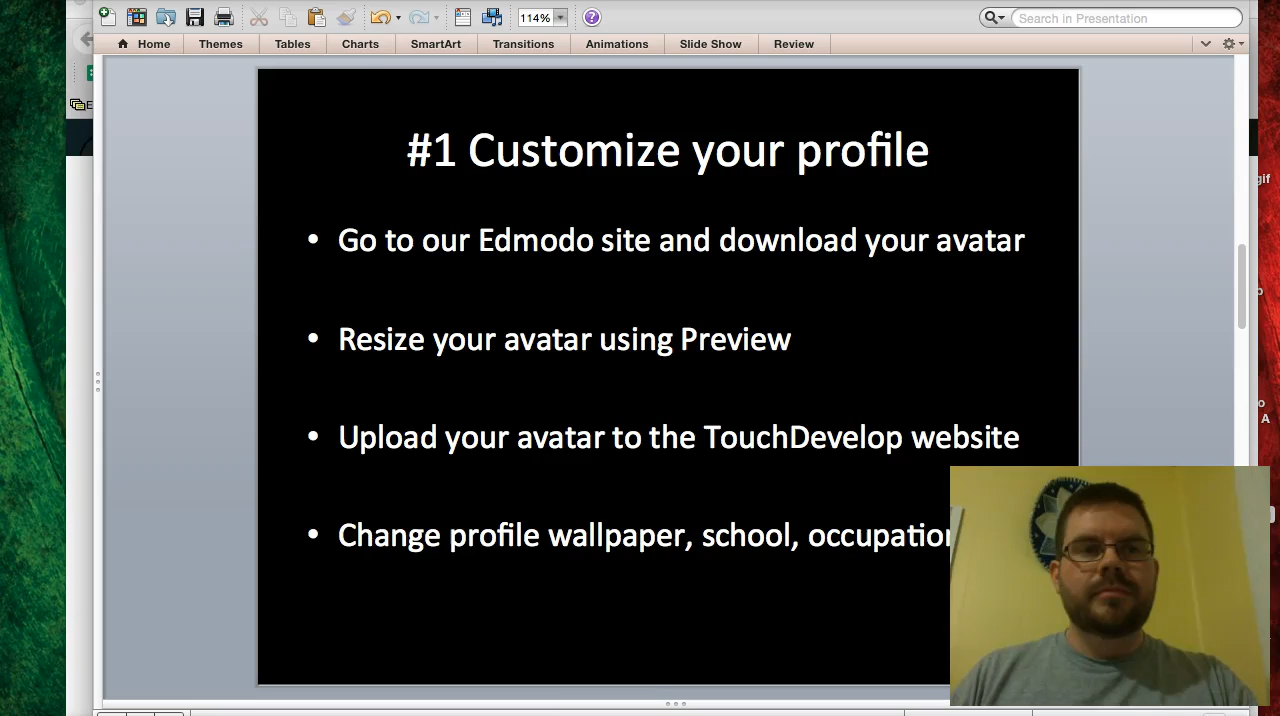 114%
Search in Presentation
Home Themes Tables Charts SmartArt Transitions Animations Slide Show Review
E
gif
#1 Customize your profile
• Go to our Edmodo site and download your avatar
• Resize your avatar using Preview
• Upload your avatar to the TouchDevelop website
• Change profile wallpaper, school,
o
o
A